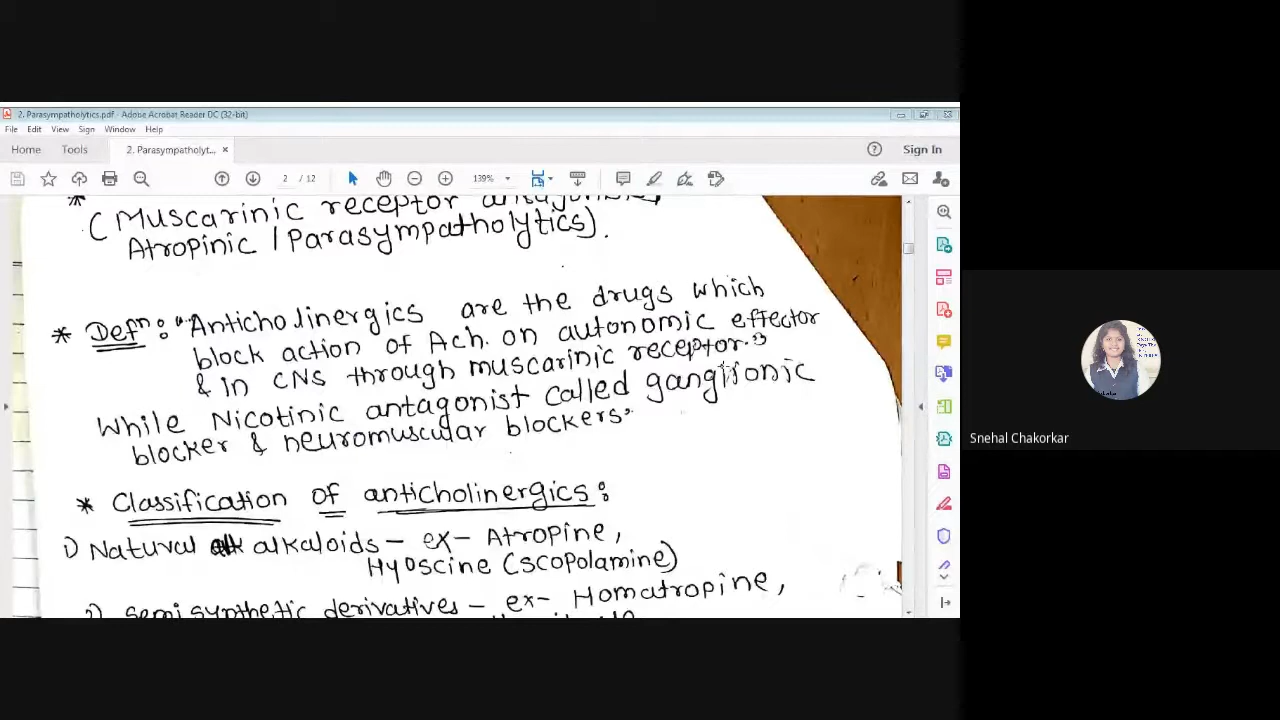 2. Parasympatholytics.pdf - Adobe Acrobat Reader DC (32-bit)
File Edit View Sign Window Help
Home Tools 2. Parasympatholyt... × Sign In
2 / 12 139%
(Muscarinic receptor
Atropinic / Parasympatholytics).
* Defn : "Anticholinergics are the drugs which
block action of Ach. on autonomic effector
& in CNS through muscarinic receptor."
While Nicotinic antagonist called
blocker & neuromuscular blockers.
* Classification of anticholinergics :
1) Natural alkaloids - ex- Atropine,
Hyoscine (scopolamine)
semisynthetic derivatives - ex- Homatropine,
Snehal Chakorkar